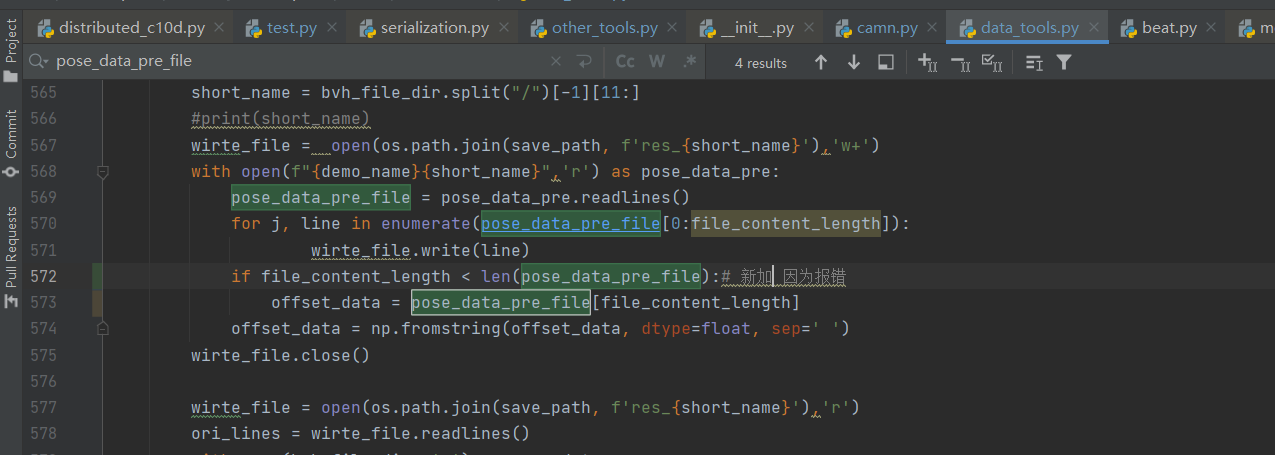 distributed_c10d.py test.py serialization.py other_tools.py __init__.py camn.py data_tools.py beat.py m
Project
Commit
Pull Requests
pose_data_pre_file Cc W .* 4 results
565 short_name = bvh_file_dir.split("/")[-1][11:]
566 #print(short_name)
567 wirte_file = open(os.path.join(save_path, f'res_{short_name}'),'w+')
568 with open(f"{demo_name}{short_name}",'r') as pose_data_pre:
569 pose_data_pre_file = pose_data_pre.readlines()
570 for j, line in enumerate(pose_data_pre_file[0:file_content_length]):
571 wirte_file.write(line)
572 if file_content_length < len(pose_data_pre_file):# 新加 因为报错
573 offset_data = pose_data_pre_file[file_content_length]
574 offset_data = np.fromstring(offset_data, dtype=float, sep=' ')
575 wirte_file.close()
576
577 wirte_file = open(os.path.join(save_path, f'res_{short_name}'),'r')
578 ori_lines = wirte_file.readlines()